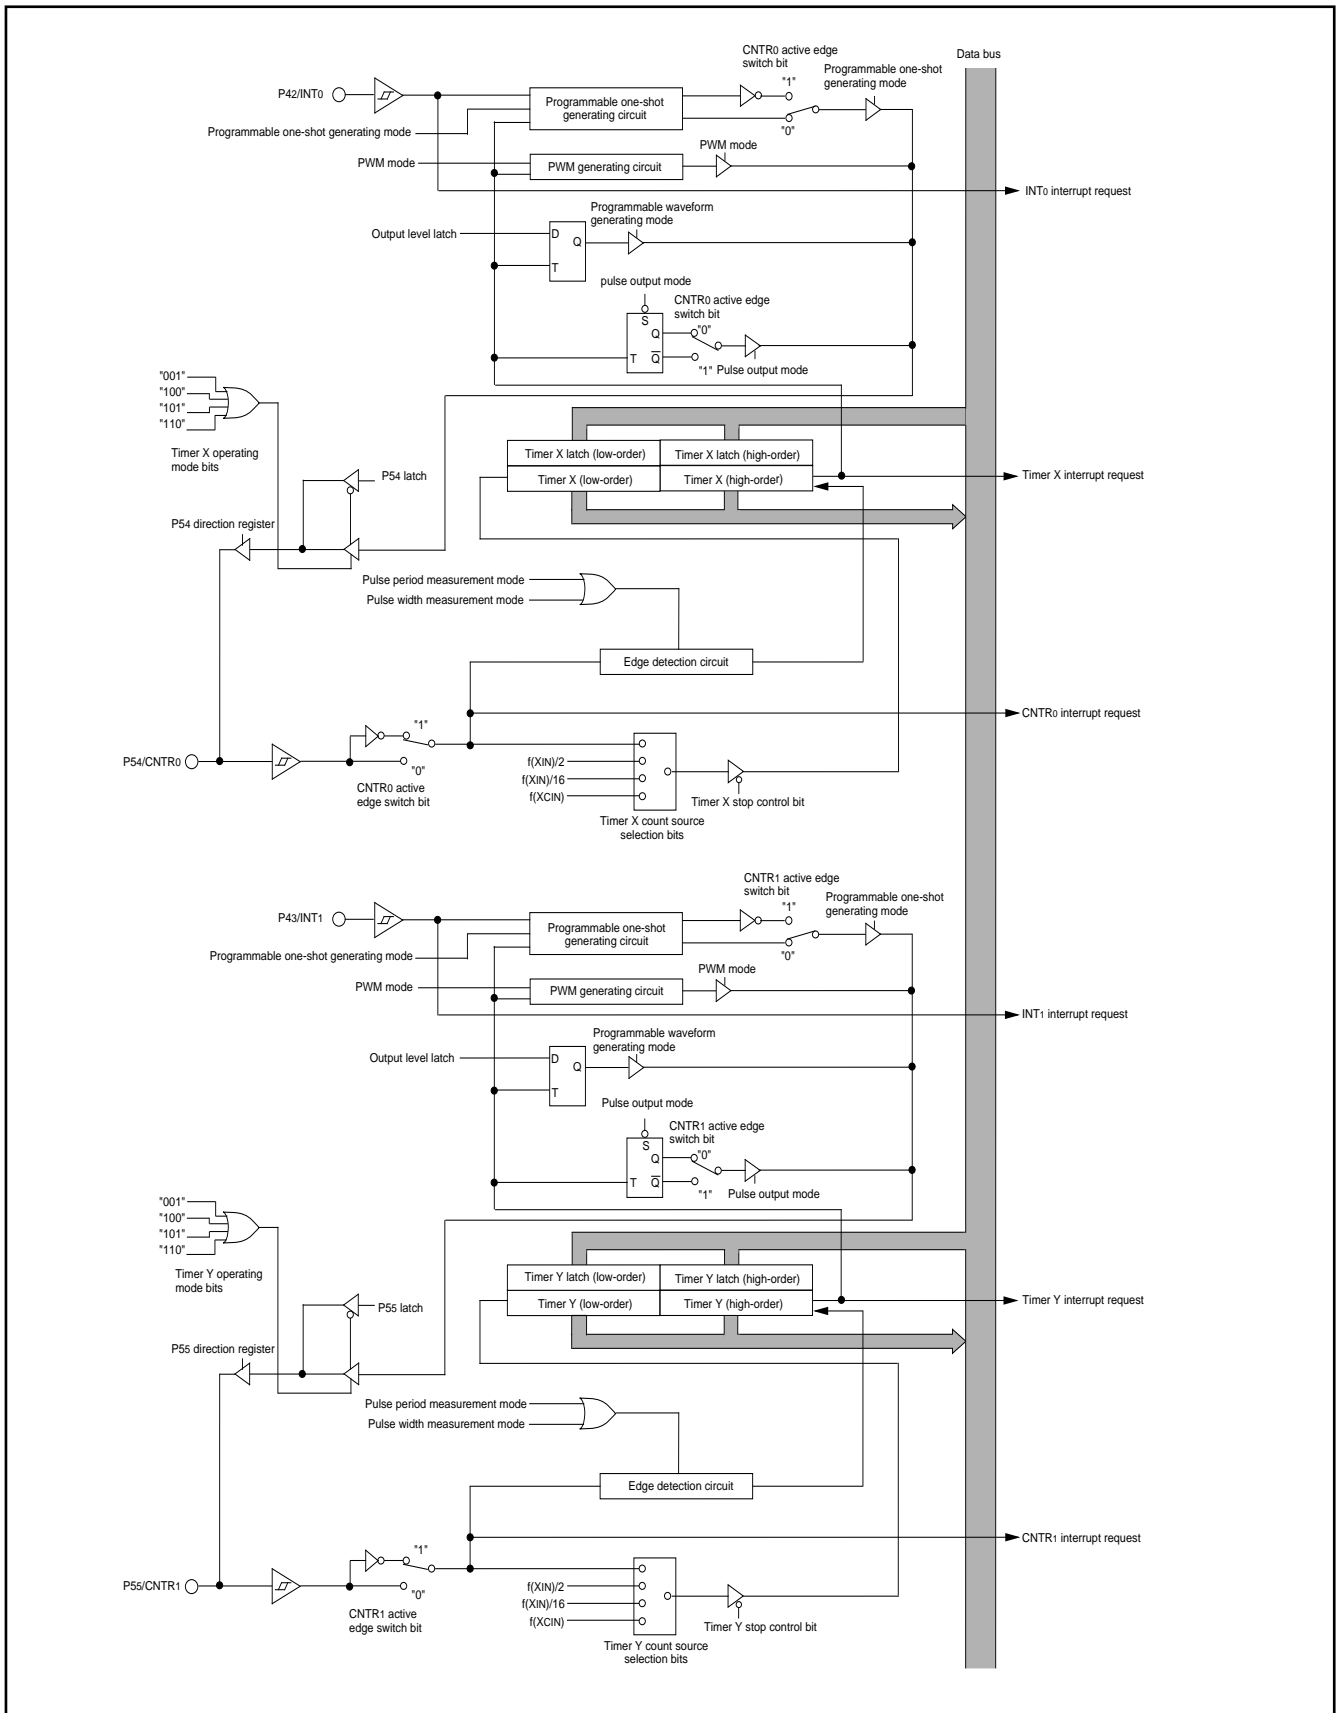 CNTR0 active edge
switch bit
Data bus
Programmable one-shot
generating mode
"1"
P42/INT0
Programmable one-shot
generating circuit
Programmable one-shot generating mode
"0"
PWM mode
PWM mode
PWM generating circuit
INT0 interrupt request
Programmable waveform
generating mode
Output level latch
D
Q
T
pulse output mode
CNTR0 active edge
switch bit
S
Q
"0"
T
Q
"1"
Pulse output mode
"001"
"100"
"101"
"110"
Timer X operating
mode bits
Timer X latch (low-order)
Timer X latch (high-order)
Timer X (low-order)
Timer X (high-order)
Timer X interrupt request
P54 latch
P54 direction register
Pulse period measurement mode
Pulse width measurement mode
Edge detection circuit
CNTR0 interrupt request
"1"
P54/CNTR0
"0"
CNTR0 active
edge switch bit
f(XIN)/2
f(XIN)/16
f(XCIN)
Timer X stop control bit
Timer X count source
selection bits
CNTR1 active edge
switch bit
Programmable one-shot
generating mode
"1"
P43/INT1
Programmable one-shot
generating circuit
Programmable one-shot generating mode
"0"
PWM mode
PWM mode
PWM generating circuit
INT1 interrupt request
Programmable waveform
generating mode
Output level latch
D
Q
T
Pulse output mode
CNTR1 active edge
switch bit
S
Q
"0"
T
Q
"1"
Pulse output mode
"001"
"100"
"101"
"110"
Timer Y operating
mode bits
Timer Y latch (low-order)
Timer Y latch (high-order)
Timer Y (low-order)
Timer Y (high-order)
Timer Y interrupt request
P55 latch
P55 direction register
Pulse period measurement mode
Pulse width measurement mode
Edge detection circuit
CNTR1 interrupt request
"1"
P55/CNTR1
"0"
CNTR1 active
edge switch bit
f(XIN)/2
f(XIN)/16
f(XCIN)
Timer Y stop control bit
Timer Y count source
selection bits